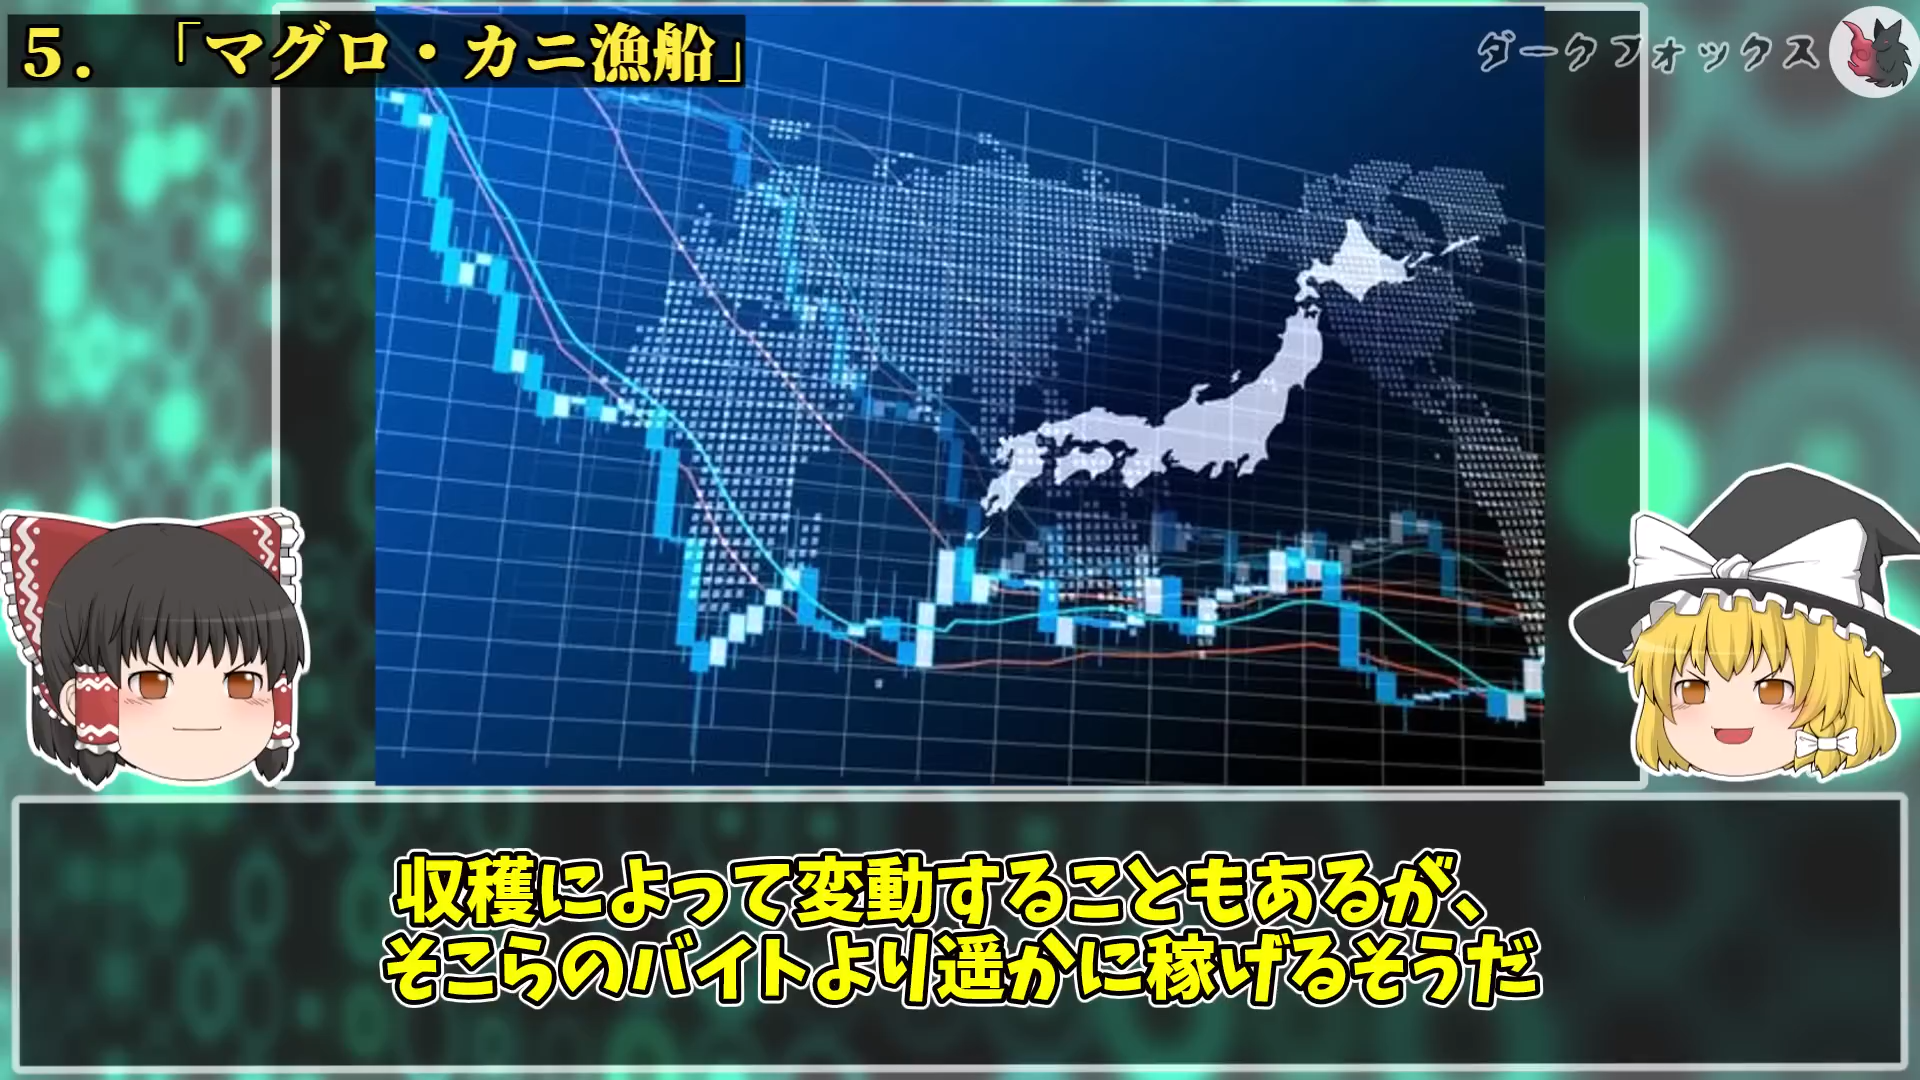 5. 「マグロ・カニ漁船」
ダークフォックス
収穫によって変動することもあるが、
そこらのバイトより遥かに稼げるそうだ